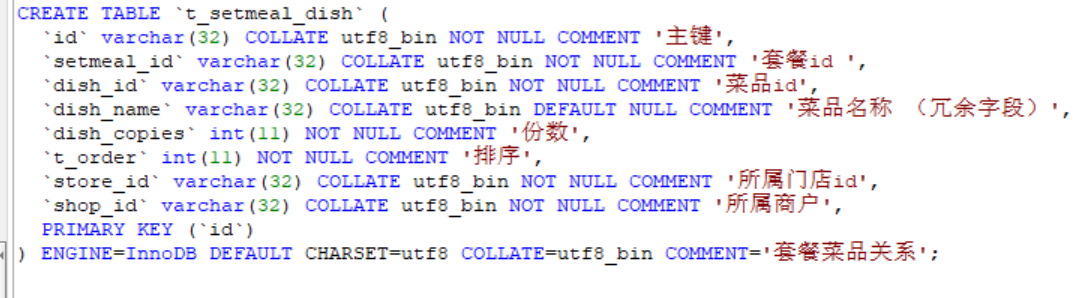 CREATE TABLE `t_setmeal_dish` (
  `id` varchar(32) COLLATE utf8_bin NOT NULL COMMENT '主键',
  `setmeal_id` varchar(32) COLLATE utf8_bin NOT NULL COMMENT '套餐id ',
  `dish_id` varchar(32) COLLATE utf8_bin NOT NULL COMMENT '菜品id',
  `dish_name` varchar(32) COLLATE utf8_bin DEFAULT NULL COMMENT '菜品名称 （冗余字段）',
  `dish_copies` int(11) NOT NULL COMMENT '份数',
  `t_order` int(11) NOT NULL COMMENT '排序',
  `store_id` varchar(32) COLLATE utf8_bin NOT NULL COMMENT '所属门店id',
  `shop_id` varchar(32) COLLATE utf8_bin NOT NULL COMMENT '所属商户',
  PRIMARY KEY (`id`)
) ENGINE=InnoDB DEFAULT CHARSET=utf8 COLLATE=utf8_bin COMMENT='套餐菜品关系';